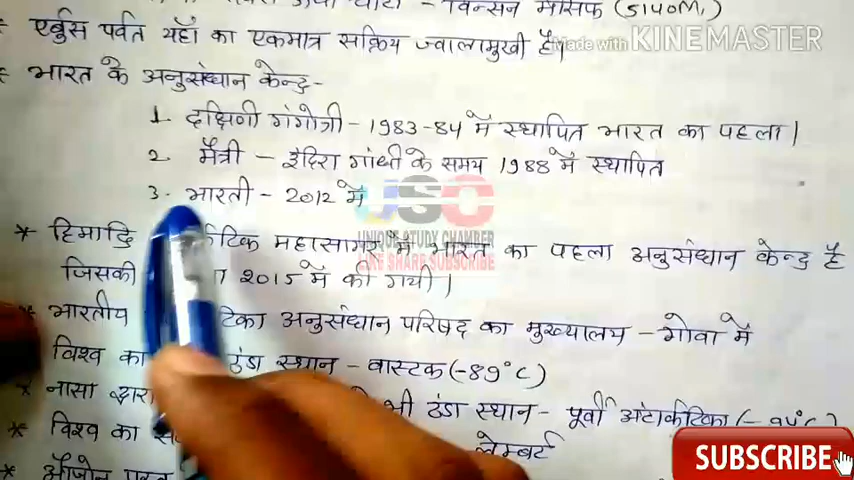 विन्सन मैसिफ (5140M.)
* एर्बुस पर्वत यहाँ का एकमात्र सक्रिय ज्वालामुखी है।
Made with KINEMASTER
* भारत के अनुसंधान केन्द्र-
1. दक्षिणी गंगोत्री - 1983-84 में स्थापित भारत का पहला।
2. मैत्री - इंदिरा गांधी के समय 1988 में स्थापित
3. भारती - 2012 में
USC
UNIQUE STUDY CHAMBER
LIKE SHARE SUBSCRIBE
* हिमाद्रि महासागर में भारत का पहला अनुसंधान केन्द्र है
जिसकी 2015 में की गयी।
* भारतीय अनुसंधान परिषद का मुख्यालय - गोवा में
विश्व का ठंडा स्थान - वास्टक (-89°C)
* नासा द्वारा भी ठंडा स्थान - पूर्वी अंटार्कटिका
* विश्व का लेम्बर्ट
* ओजोन
SUBSCRIBE